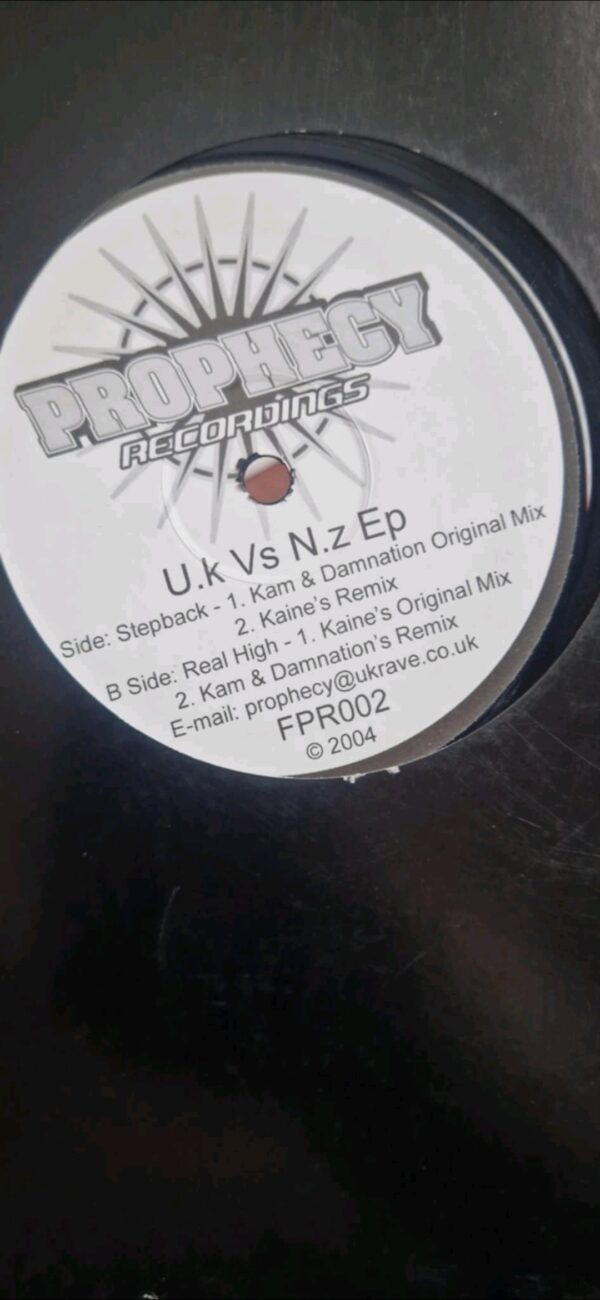 PROPHECY
RECORDINGS
U.k Vs N.z Ep
Side: Stepback - 1. Kam & Damnation Original Mix
2. Kaine's Remix
B Side: Real High - 1. Kaine's Original Mix
2. Kam & Damnation's Remix
E-mail: prophecy@ukrave.co.uk
FPR002
© 2004